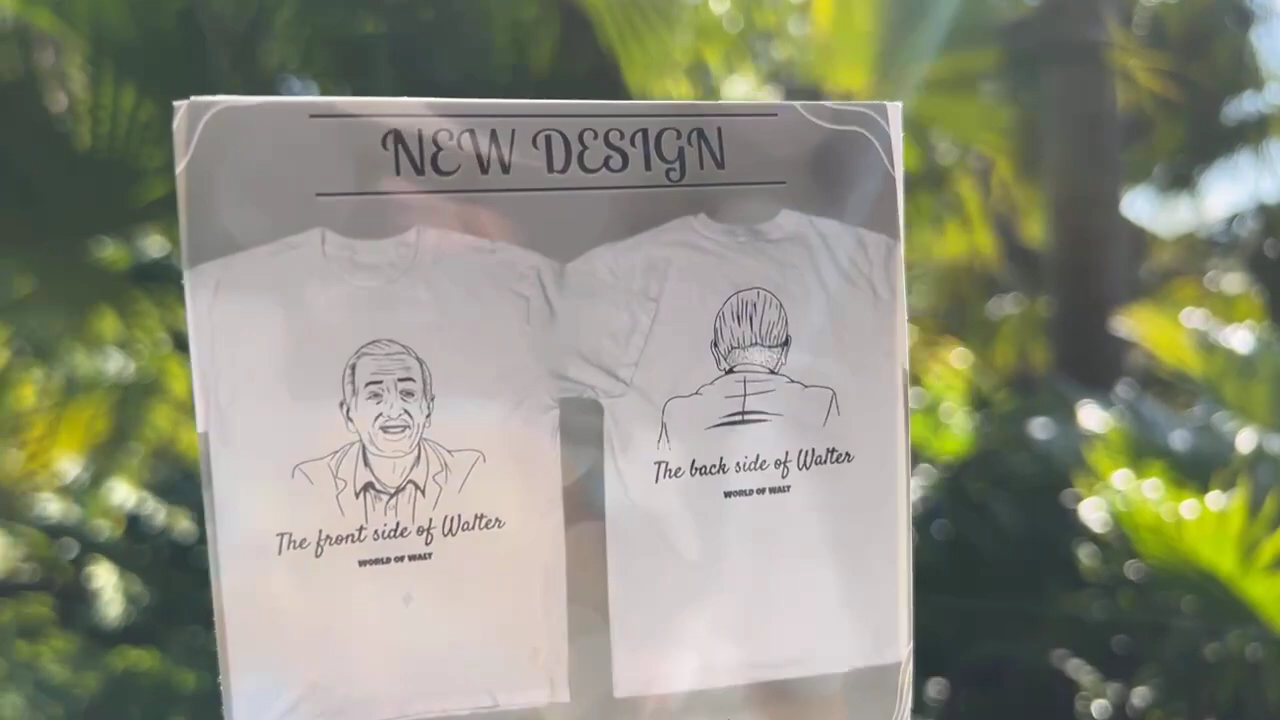 NEW DESIGN
The front side of Walter
WORLD OF WALT
The back side of Walter
WORLD OF WALT